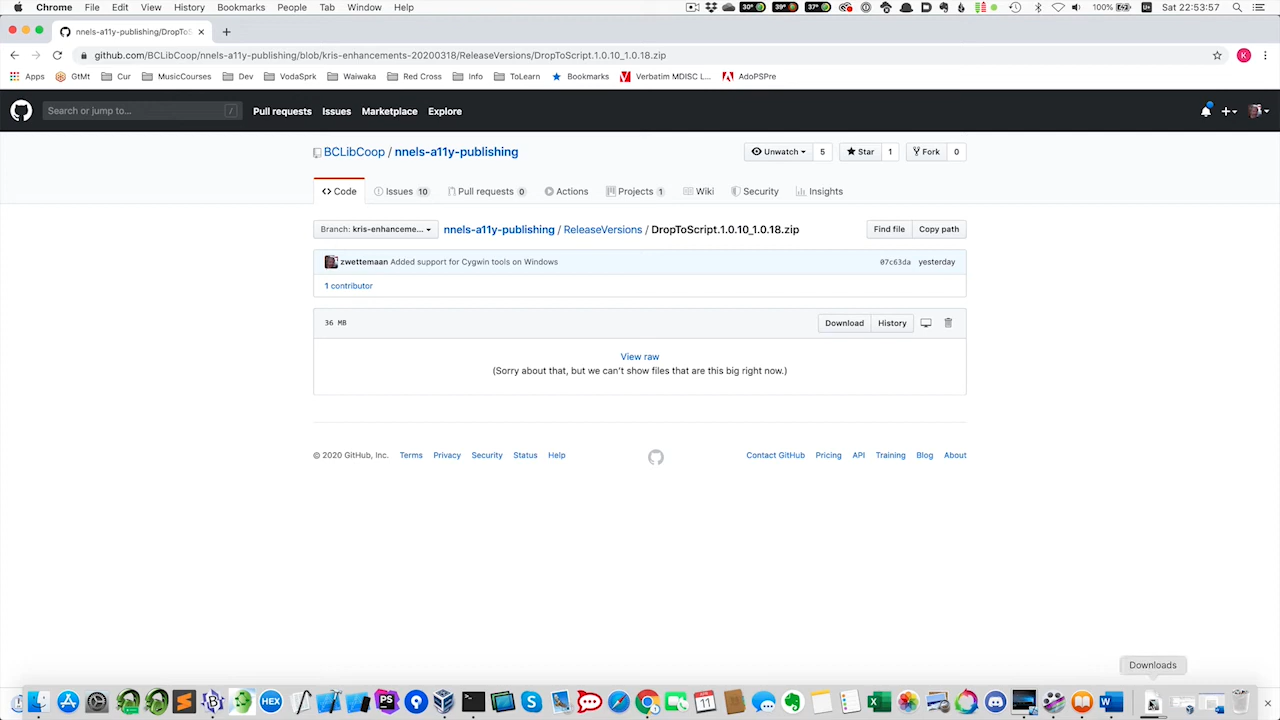 Chrome File Edit View History Bookmarks People Tab Window Help 30° 39° 37° 100% Sat 22:53:57
nnels-a11y-publishing/DropToS
github.com/BCLibCoop/nnels-a11y-publishing/blob/kris-enhancements-20200318/ReleaseVersions/DropToScript.1.0.10_1.0.18.zip K
Apps GtMt Cur MusicCourses Dev VodaSprk Waiwaka Red Cross Info ToLearn Bookmarks Verbatim MDISC L... AdoPSPre
Search or jump to... / Pull requests Issues Marketplace Explore
BCLibCoop / nnels-a11y-publishing Unwatch 5 Star 1 Fork 0
Code Issues 10 Pull requests 0 Actions Projects 1 Wiki Security Insights
Branch: kris-enhanceme... nnels-a11y-publishing / ReleaseVersions / DropToScript.1.0.10_1.0.18.zip Find file Copy path
zwettemaan Added support for Cygwin tools on Windows 07c63da yesterday
1 contributor
36 MB Download History
View raw
(Sorry about that, but we can't show files that are this big right now.)
© 2020 GitHub, Inc. Terms Privacy Security Status Help Contact GitHub Pricing API Training Blog About
Downloads
HEX PS 11